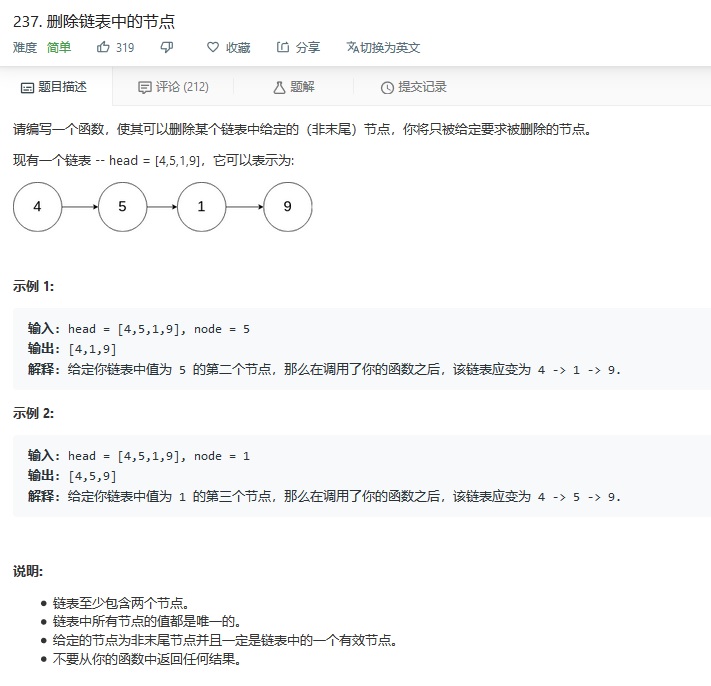 237. 删除链表中的节点
难度 简单 319 收藏 分享 切换为英文
题目描述 评论 (212) 题解 提交记录
请编写一个函数，使其可以删除某个链表中给定的（非末尾）节点，你将只被给定要求被删除的节点。
现有一个链表 -- head = [4,5,1,9]，它可以表示为:
4 5 1 9
示例 1:
输入: head = [4,5,1,9], node = 5
输出: [4,1,9]
解释: 给定你链表中值为 5 的第二个节点，那么在调用了你的函数之后，该链表应变为 4 -> 1 -> 9.
示例 2:
输入: head = [4,5,1,9], node = 1
输出: [4,5,9]
解释: 给定你链表中值为 1 的第三个节点，那么在调用了你的函数之后，该链表应变为 4 -> 5 -> 9.
说明:
● 链表至少包含两个节点。
● 链表中所有节点的值都是唯一的。
● 给定的节点为非末尾节点并且一定是链表中的一个有效节点。
● 不要从你的函数中返回任何结果。